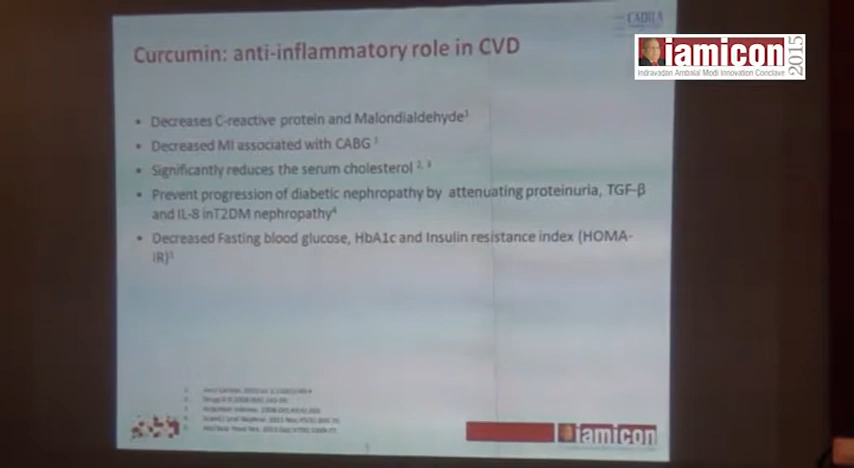 CADILA
iamicon
2015
Indravadan Ambalal Modi Innovation Conclave
Curcumin: anti-inflammatory role in CVD
• Decreases C-reactive protein and Malondialdehyde¹
• Decreased MI associated with CABG ¹
• Significantly reduces the serum cholesterol ²,³
• Prevent progression of diabetic nephropathy by attenuating proteinuria, TGF-β
and IL-8 inT2DM nephropathy⁴
• Decreased Fasting blood glucose, HbA1c and Insulin resistance index (HOMA-
IR)⁵
iamicon